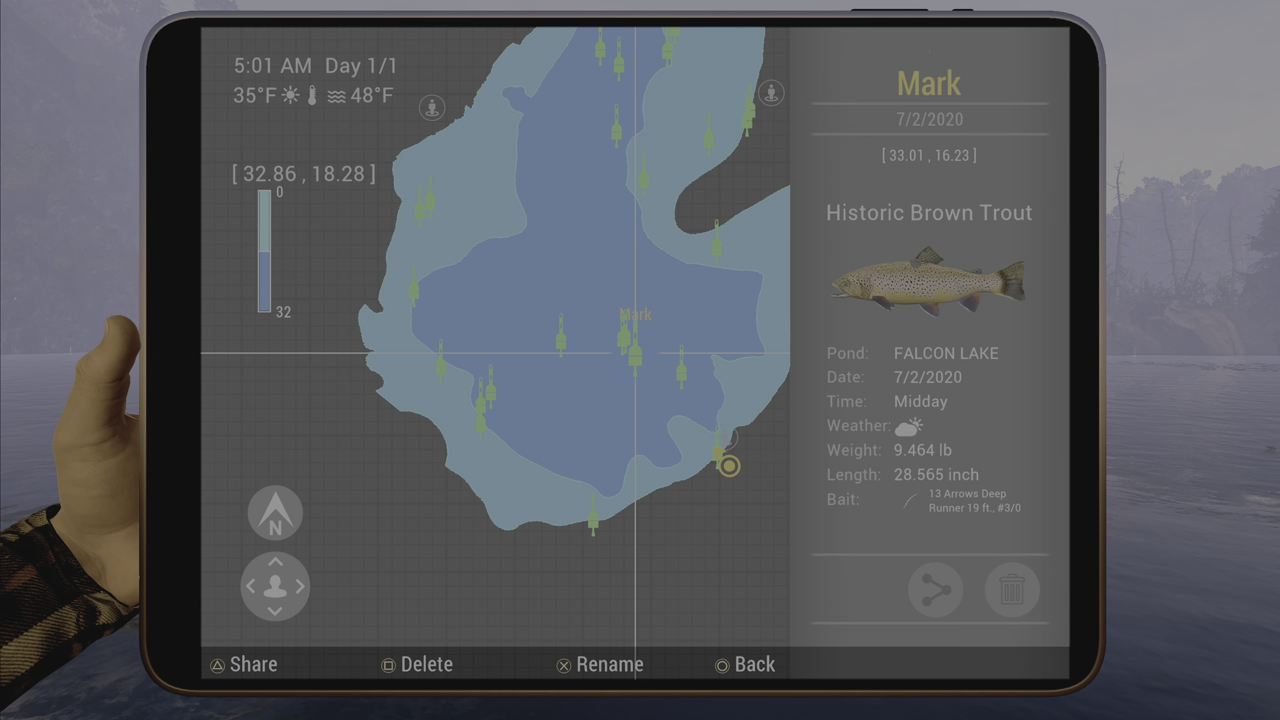 5:01 AM Day 1/1
35°F 48°F
[ 32.86 , 18.28 ]
0
32
Mark
N
Mark
7/2/2020
[ 33.01 , 16.23 ]
Historic Brown Trout
Pond: FALCON LAKE
Date: 7/2/2020
Time: Midday
Weather:
Weight: 9.464 lb
Length: 28.565 inch
Bait: 13 Arrows Deep
Runner 19 ft., #3/0
Share Delete Rename Back